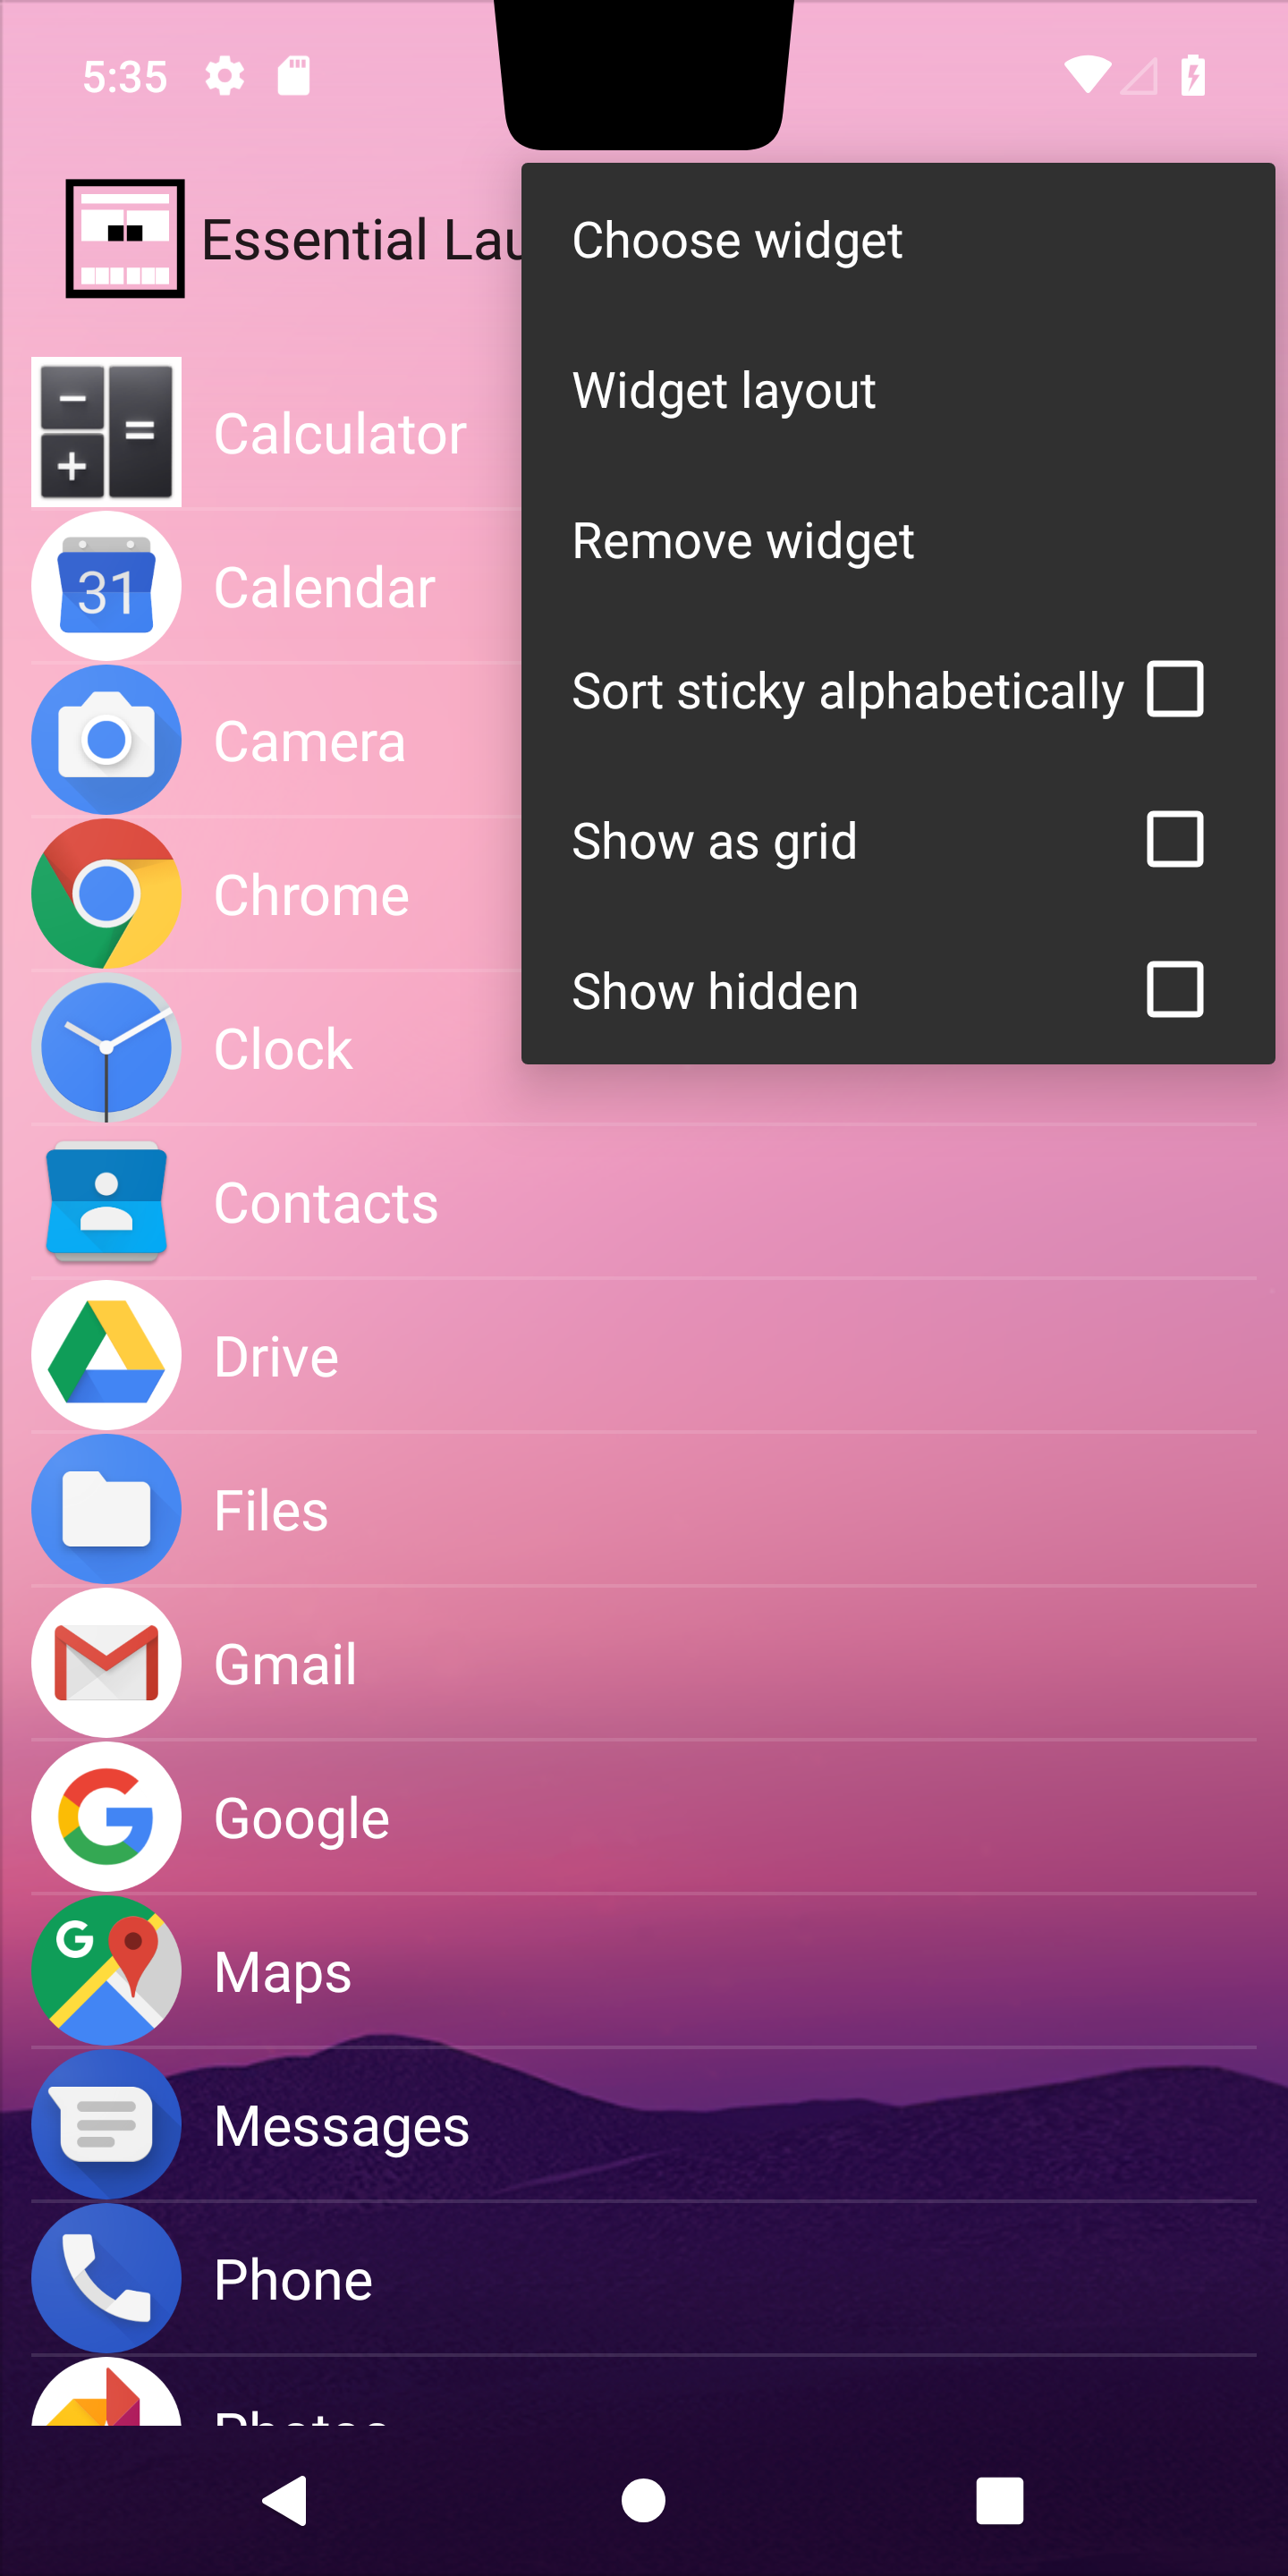 5:35
Essential Lau
Choose widget
Widget layout
Remove widget
Sort sticky alphabetically
Show as grid
Show hidden
Calculator
31
Calendar
Camera
Chrome
Clock
Contacts
Drive
Files
Gmail
Google
Maps
Messages
Phone
Photos